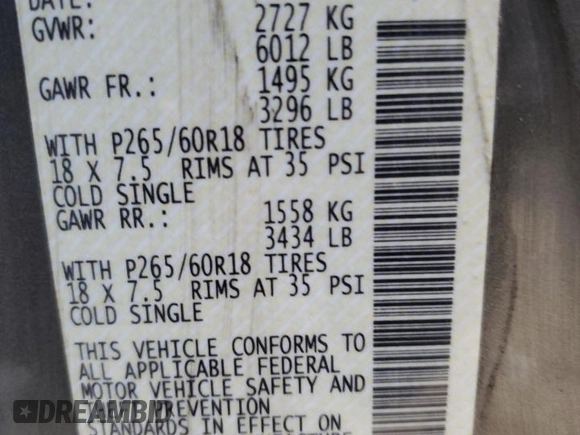 DATE:
GVWR: 2727 KG
6012 LB
GAWR FR.: 1495 KG
3296 LB
WITH P265/60R18 TIRES
18 X 7.5 RIMS AT 35 PSI
COLD SINGLE
GAWR RR.: 1558 KG
3434 LB
WITH P265/60R18 TIRES
18 X 7.5 RIMS AT 35 PSI
COLD SINGLE
THIS VEHICLE CONFORMS TO
ALL APPLICABLE FEDERAL
MOTOR VEHICLE SAFETY AND
PREVENTION
STANDARDS IN EFFECT ON
DREAMBID